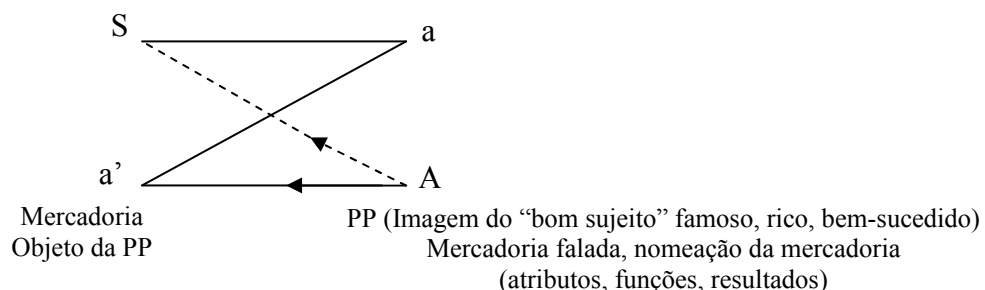 S a
a’ A
Mercadoria
Objeto da PP
PP (Imagem do “bom sujeito” famoso, rico, bem-sucedido)
Mercadoria falada, nomeação da mercadoria
(atributos, funções, resultados)